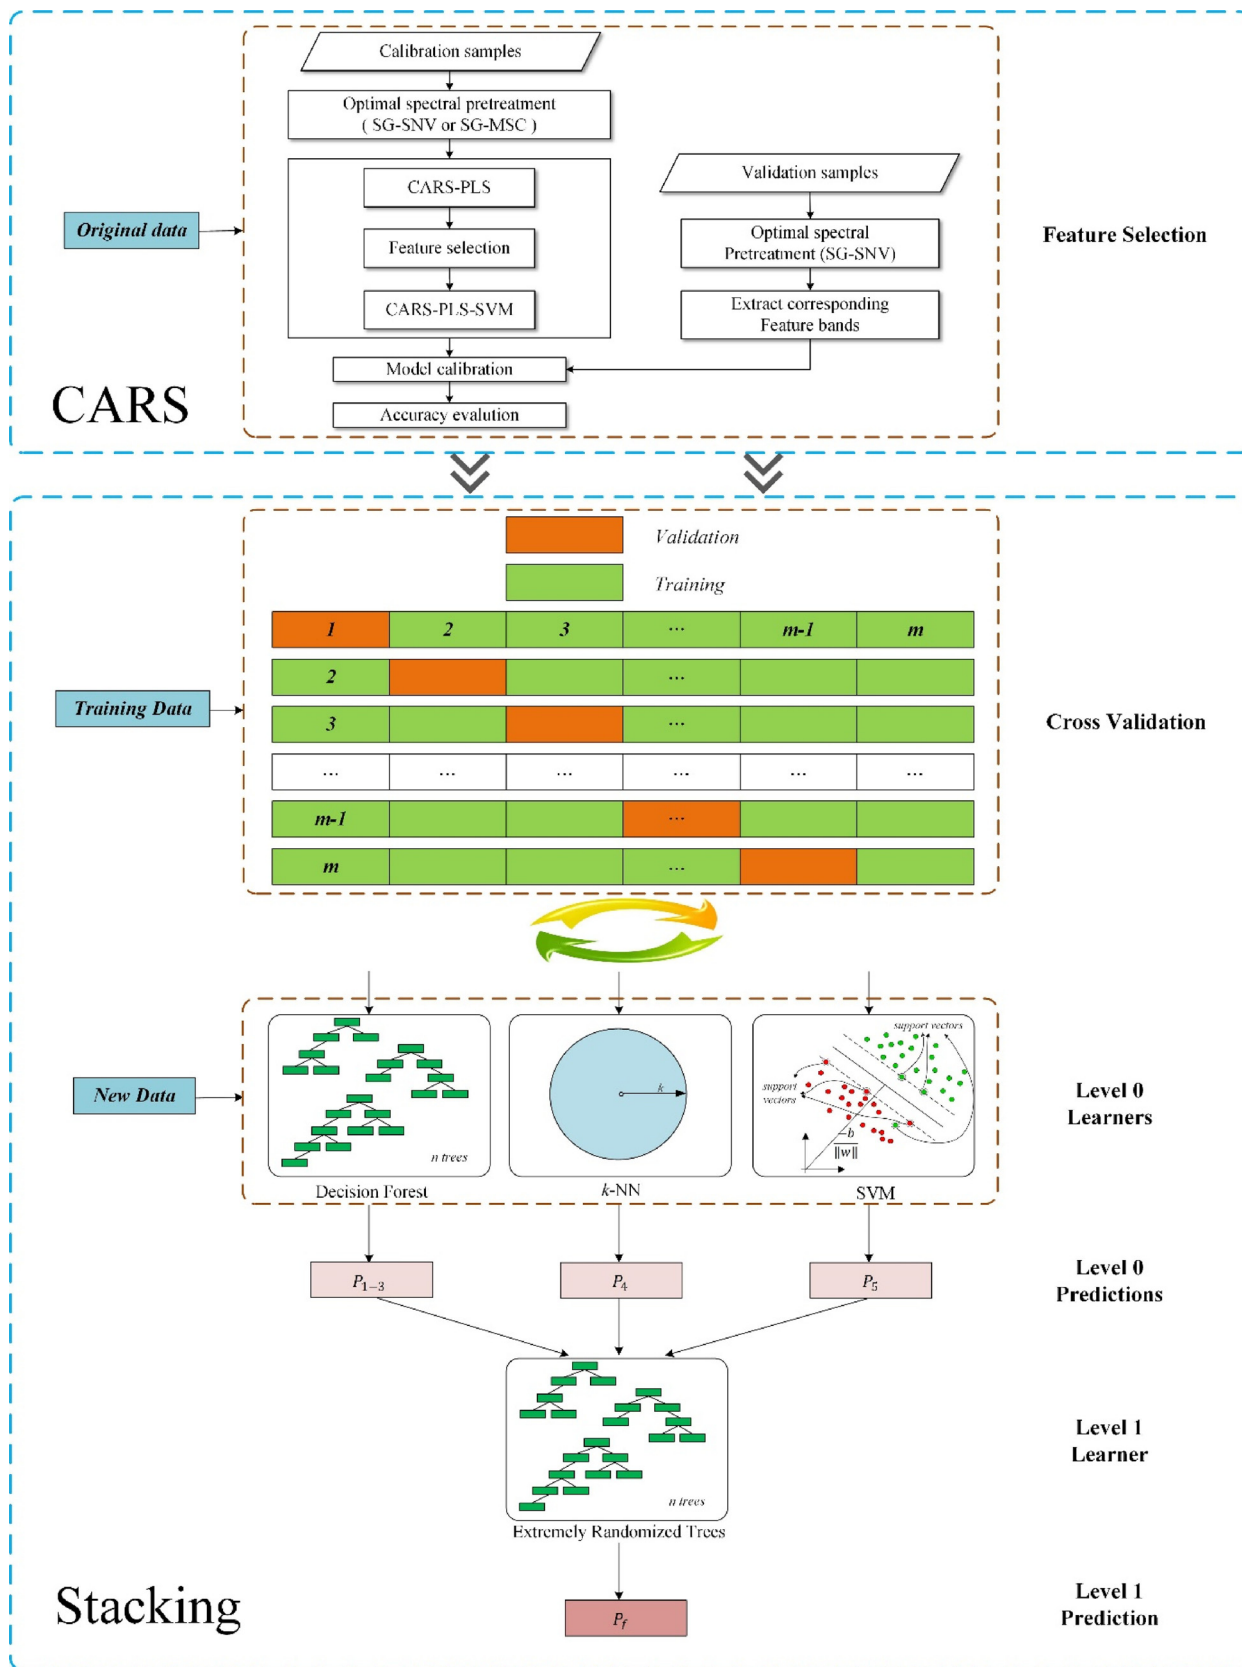 Calibration samples
Optimal spectral pretreatment
( SG-SNV or SG-MSC )
CARS-PLS
Feature selection
CARS-PLS-SVM
Model calibration
Accuracy evalution
Validation samples
Optimal spectral
Pretreatment (SG-SNV)
Extract corresponding
Feature bands
Original data
Feature Selection
CARS
Validation
Training
1 2 3 ... m-1 m
2 ...
3 ...
... ... ... ... ... ...
m-1 ...
m ...
Training Data
Cross Validation
New Data
n trees
Decision Forest
k
k-NN
support vectors
support
vectors
-b
||w||
SVM
Level 0
Learners
P1-3
P4
P5
Level 0
Predictions
n trees
Extremely Randomized Trees
Level 1
Learner
Pf
Level 1
Prediction
Stacking